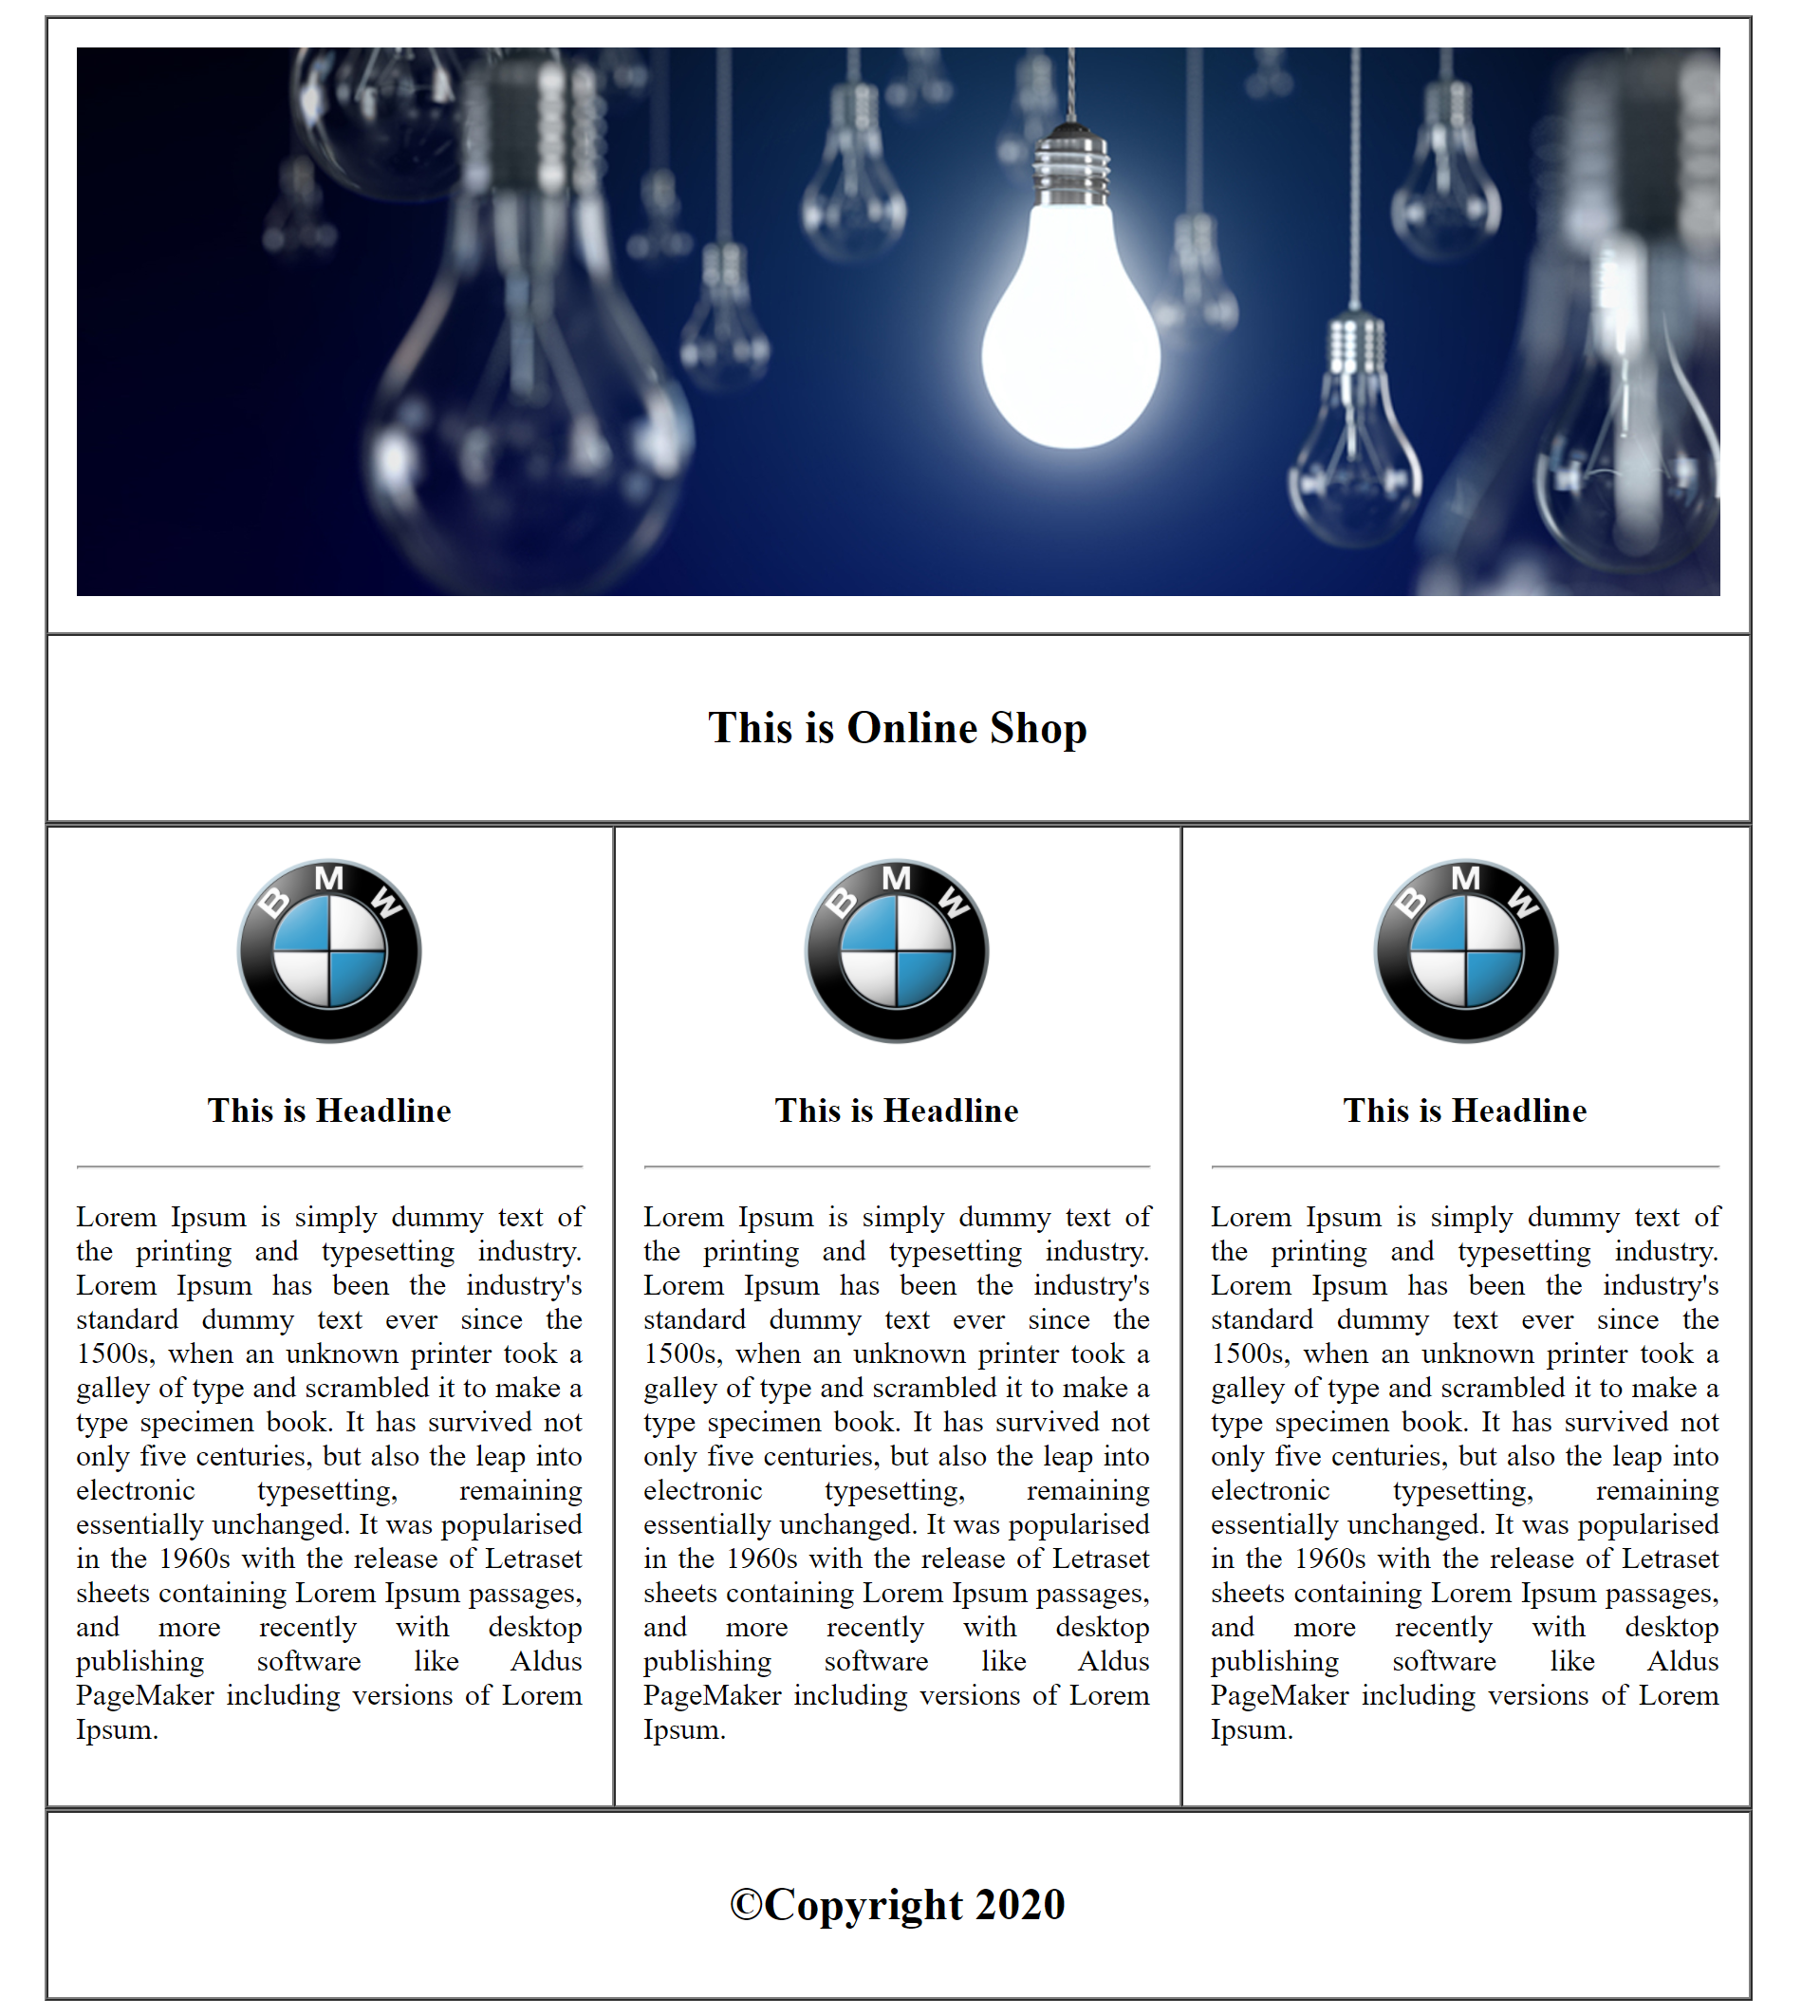 This is Online Shop
B M W
This is Headline
Lorem Ipsum is simply dummy text of
the printing and typesetting industry.
Lorem Ipsum has been the industry's
standard dummy text ever since the
1500s, when an unknown printer took a
galley of type and scrambled it to make a
type specimen book. It has survived not
only five centuries, but also the leap into
electronic typesetting, remaining
essentially unchanged. It was popularised
in the 1960s with the release of Letraset
sheets containing Lorem Ipsum passages,
and more recently with desktop
publishing software like Aldus
PageMaker including versions of Lorem
Ipsum.
B M W
This is Headline
Lorem Ipsum is simply dummy text of
the printing and typesetting industry.
Lorem Ipsum has been the industry's
standard dummy text ever since the
1500s, when an unknown printer took a
galley of type and scrambled it to make a
type specimen book. It has survived not
only five centuries, but also the leap into
electronic typesetting, remaining
essentially unchanged. It was popularised
in the 1960s with the release of Letraset
sheets containing Lorem Ipsum passages,
and more recently with desktop
publishing software like Aldus
PageMaker including versions of Lorem
Ipsum.
B M W
This is Headline
Lorem Ipsum is simply dummy text of
the printing and typesetting industry.
Lorem Ipsum has been the industry's
standard dummy text ever since the
1500s, when an unknown printer took a
galley of type and scrambled it to make a
type specimen book. It has survived not
only five centuries, but also the leap into
electronic typesetting, remaining
essentially unchanged. It was popularised
in the 1960s with the release of Letraset
sheets containing Lorem Ipsum passages,
and more recently with desktop
publishing software like Aldus
PageMaker including versions of Lorem
Ipsum.
©Copyright 2020